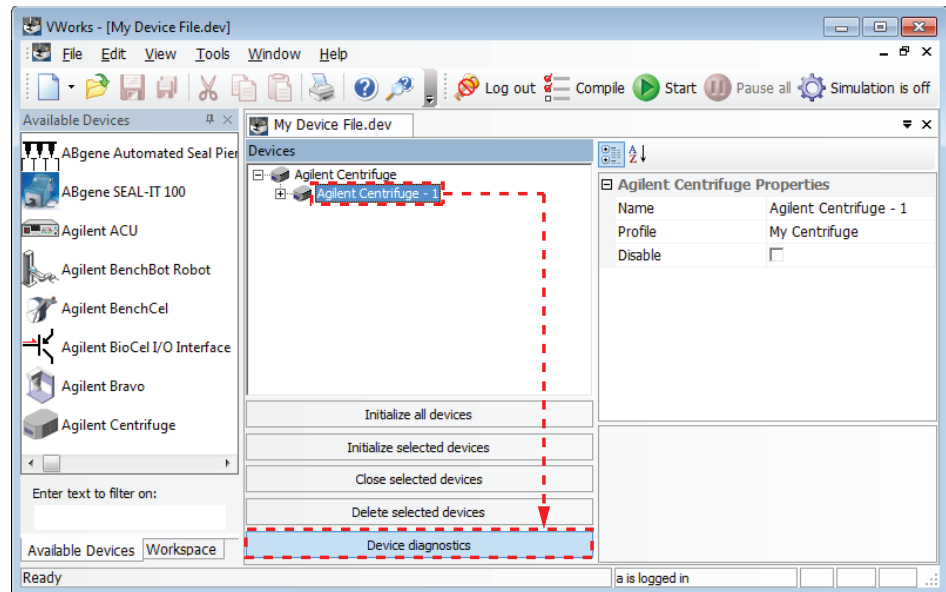 VWorks - [My Device File.dev]
File Edit View Tools Window Help
Log out Compile Start Pause all Simulation is off
Available Devices
My Device File.dev
ABgene Automated Seal Pier
ABgene SEAL-IT 100
Agilent ACU
Agilent BenchBot Robot
Agilent BenchCel
Agilent BioCel I/O Interface
Agilent Bravo
Agilent Centrifuge
Enter text to filter on:
Available Devices Workspace
Devices
Agilent Centrifuge
Agilent Centrifuge - 1
Initialize all devices
Initialize selected devices
Close selected devices
Delete selected devices
Device diagnostics
Agilent Centrifuge Properties
Name Agilent Centrifuge - 1
Profile My Centrifuge
Disable
Ready
a is logged in